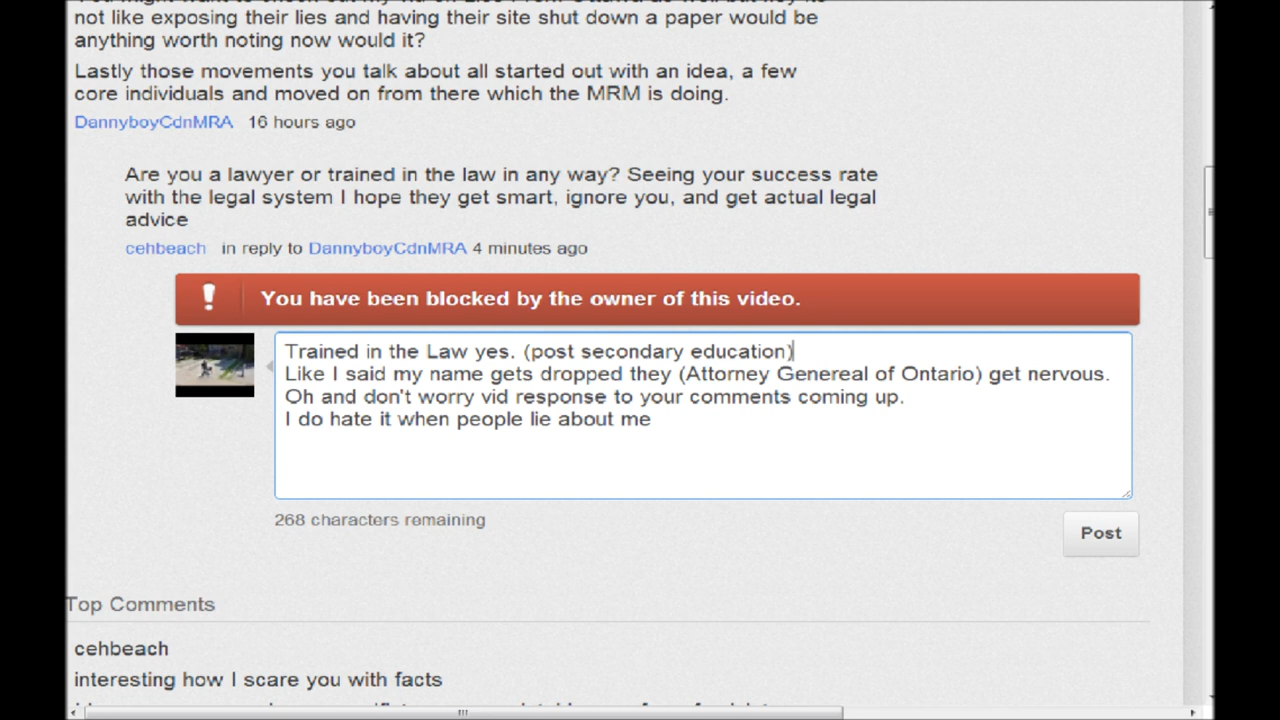 not like exposing their lies and having their site shut down a paper would be
anything worth noting now would it?
Lastly those movements you talk about all started out with an idea, a few
core individuals and moved on from there which the MRM is doing.
DannyboyCdnMRA 16 hours ago
Are you a lawyer or trained in the law in any way? Seeing your success rate
with the legal system I hope they get smart, ignore you, and get actual legal
advice
cehbeach in reply to DannyboyCdnMRA 4 minutes ago
You have been blocked by the owner of this video.
Trained in the Law yes. (post secondary education)
Like I said my name gets dropped they (Attorney Genereal of Ontario) get nervous.
Oh and don't worry vid response to your comments coming up.
I do hate it when people lie about me
268 characters remaining
Post
Top Comments
cehbeach
interesting how I scare you with facts